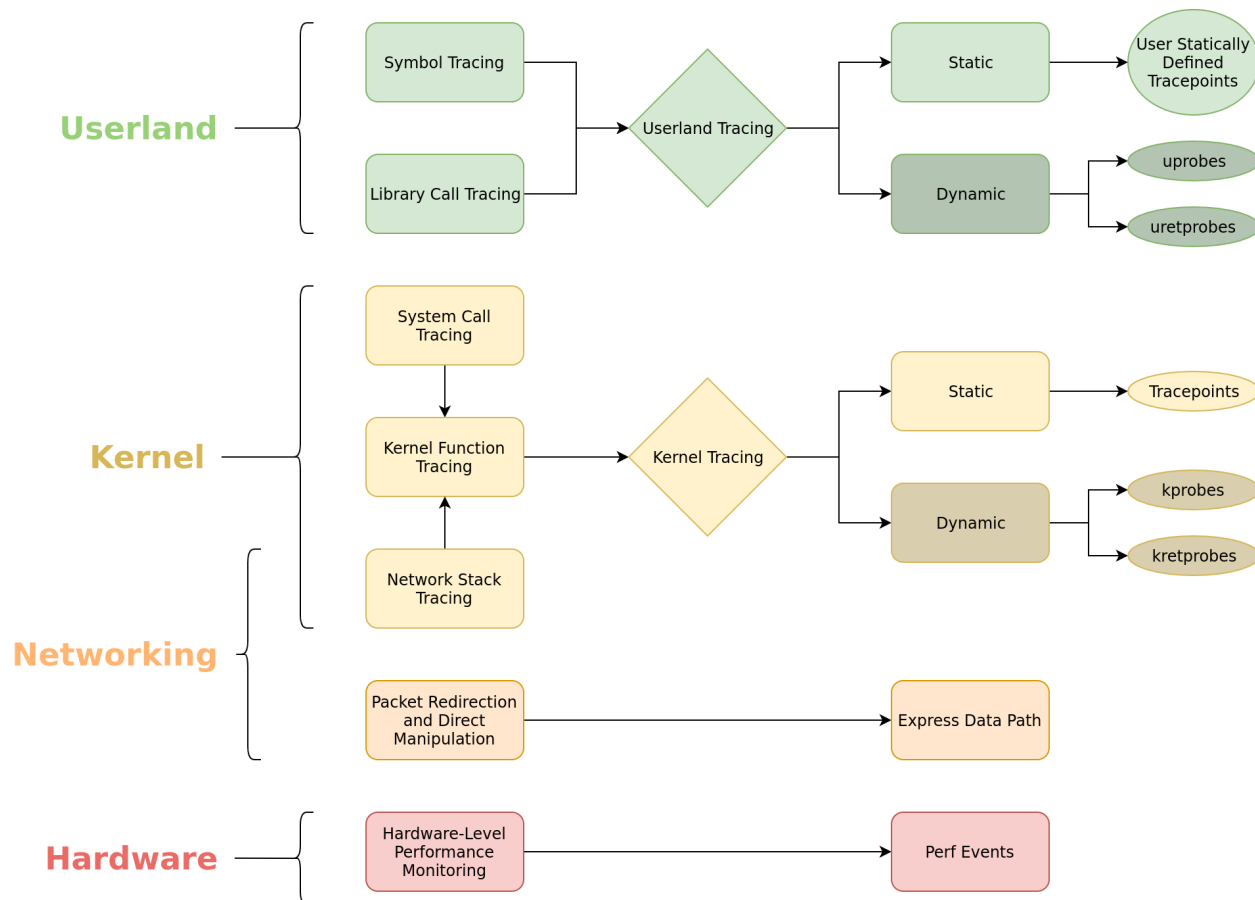 Userland
Symbol Tracing
Library Call Tracing
Userland Tracing
Static
User Statically
Defined
Tracepoints
Dynamic
uprobes
uretprobes
Kernel
System Call
Tracing
Kernel Function
Tracing
Network Stack
Tracing
Kernel Tracing
Static
Tracepoints
Dynamic
kprobes
kretprobes
Networking
Packet Redirection
and Direct
Manipulation
Express Data Path
Hardware
Hardware-Level
Performance
Monitoring
Perf Events